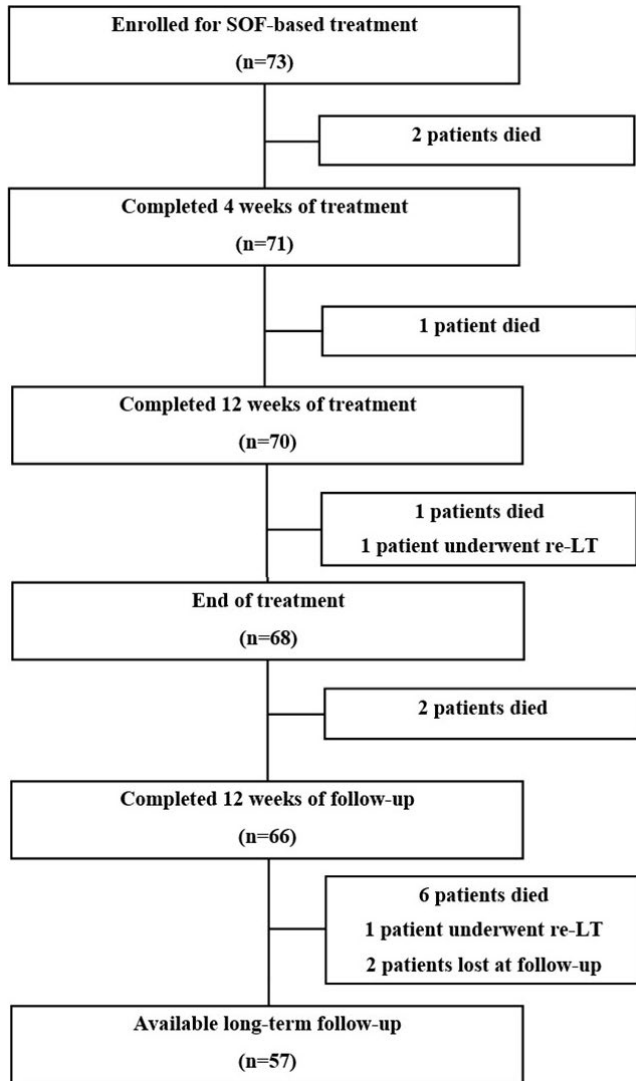 Enrolled for SOF-based treatment
(n=73)
2 patients died
Completed 4 weeks of treatment
(n=71)
1 patient died
Completed 12 weeks of treatment
(n=70)
1 patients died
1 patient underwent re-LT
End of treatment
(n=68)
2 patients died
Completed 12 weeks of follow-up
(n=66)
6 patients died
1 patient underwent re-LT
2 patients lost at follow-up
Available long-term follow-up
(n=57)